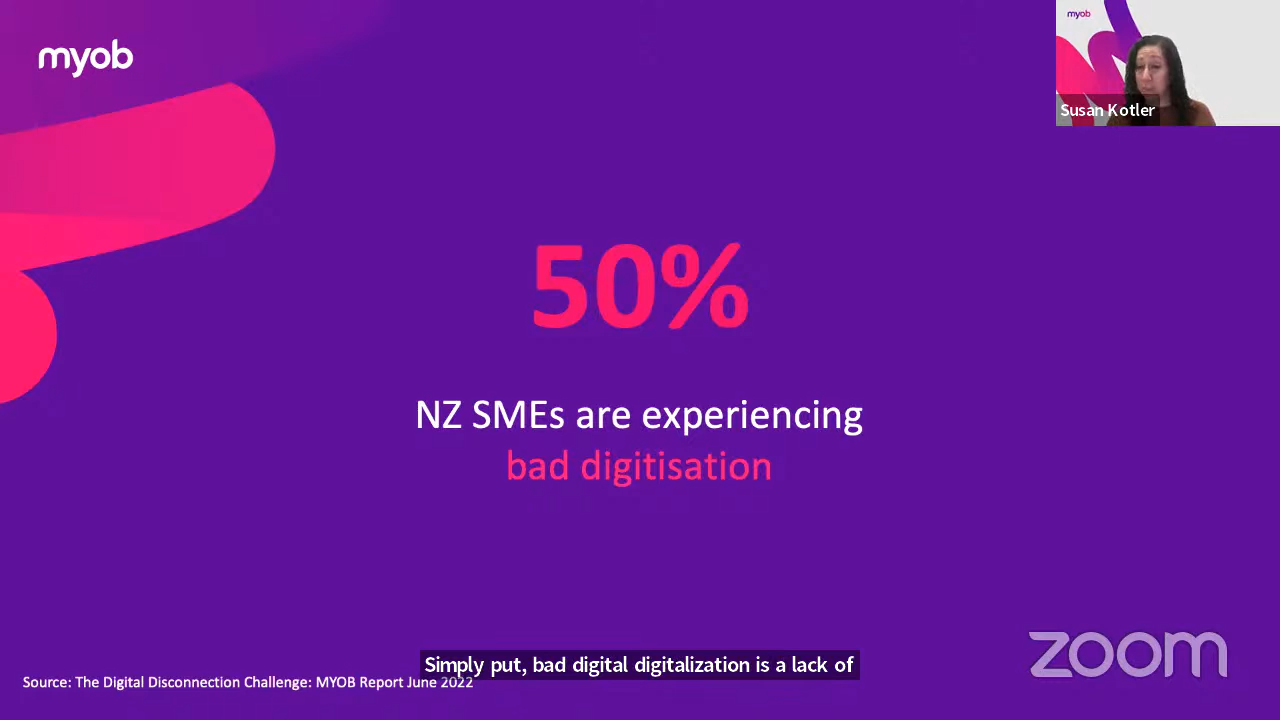 myob
myob
Susan Kotler
50%
NZ SMEs are experiencing
bad digitisation
Simply put, bad digital digitalization is a lack of
Source: The Digital Disconnection Challenge: MYOB Report June 2022
zoom